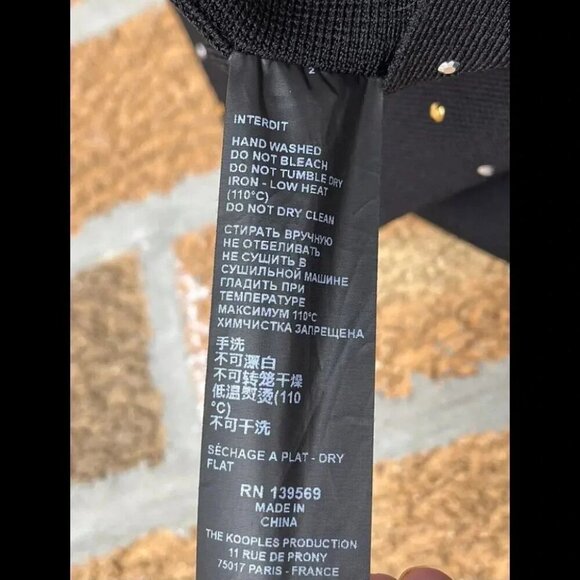 2
INTERDIT
HAND WASHED
DO NOT BLEACH
DO NOT TUMBLE DRY
IRON - LOW HEAT
(110°C)
DO NOT DRY CLEAN
СТИРАТЬ ВРУЧНУЮ
НЕ ОТБЕЛИВАТЬ
НЕ СУШИТЬ В
СУШИЛЬНОЙ МАШИНЕ
ГЛАДИТЬ ПРИ
ТЕМПЕРАТУРЕ
МАКСИМУМ 110°C
ХИМЧИСТКА ЗАПРЕЩЕНА
手洗
不可漂白
不可转笼干燥
低温熨烫(110
°C)
不可干洗
SÉCHAGE A PLAT - DRY
FLAT
RN 139569
MADE IN
CHINA
THE KOOPLES PRODUCTION
11 RUE DE PRONY
75017 PARIS - FRANCE